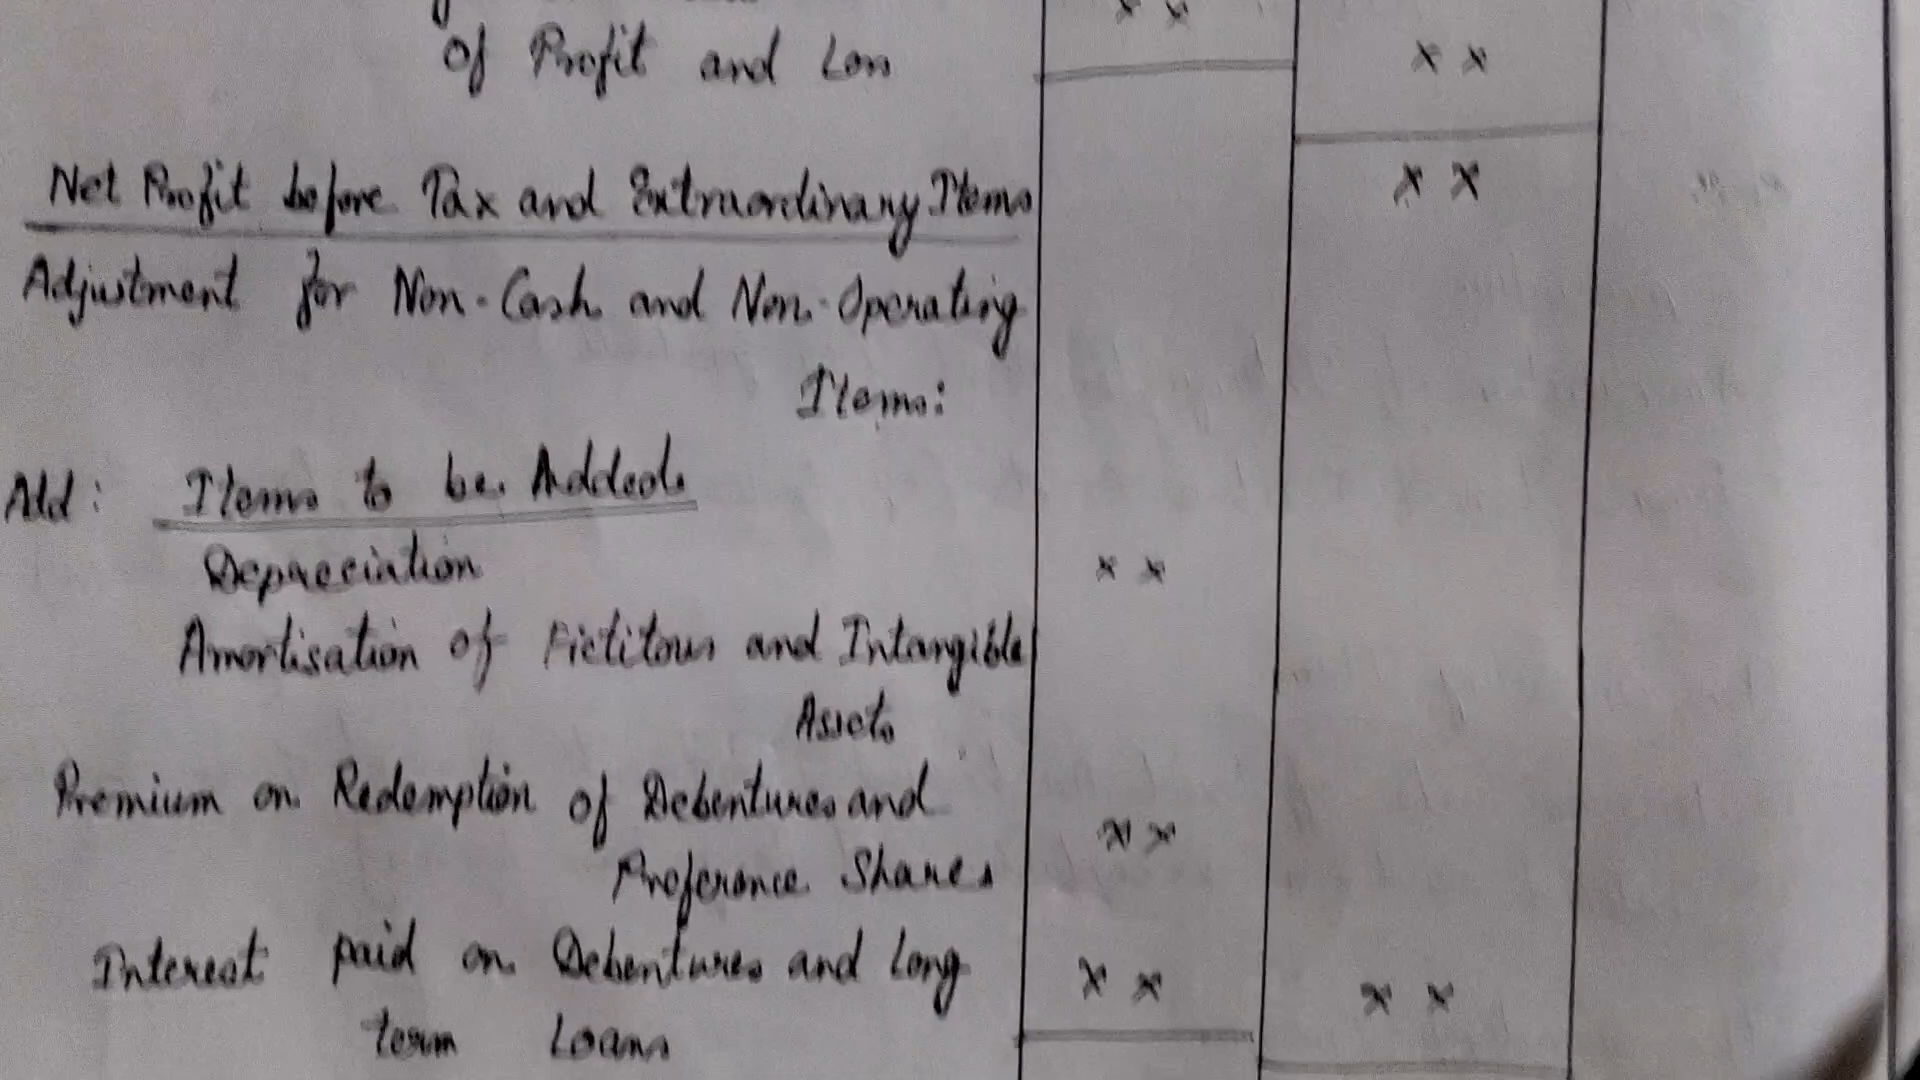 of Profit and Loss x x
x x
Net Profit before Tax and Extraordinary Items x x
Adjustment for Non-Cash and Non-Operating
Items:
Add: Items to be Added
Depreciation x x
Amortisation of Fictitous and Intangible
Assets
Premium on Redemption of Debentures and
Preference Shares x x
Interest paid on Debentures and Long x x x x
term Loans